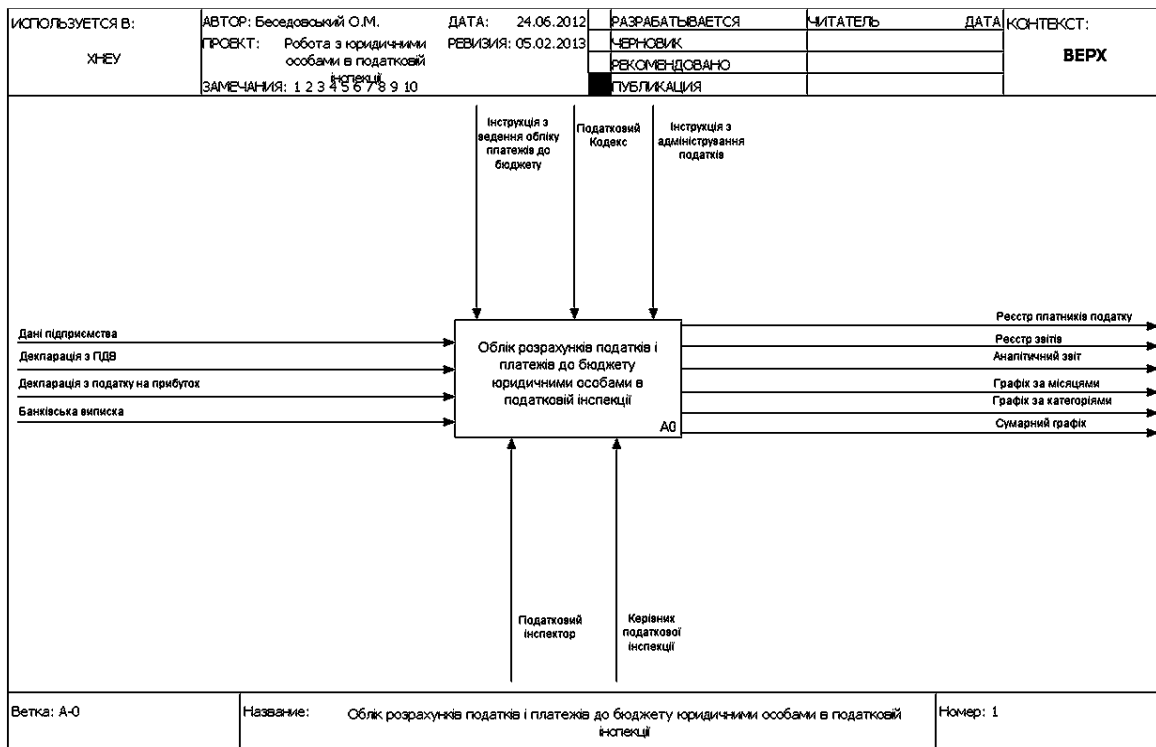 ИСПОЛЬЗУЕТСЯ В:
ХНЕУ
АВТОР: Беседовський О.М.
ДАТА: 24.06.2012
ПРОЕКТ: Робота з юридичними
особами в податковій
інспекції
РЕВИЗИЯ: 05.02.2013
ЗАМЕЧАНИЯ: 1 2 3 4 5 6 7 8 9 10
РАЗРАБАТЫВАЕТСЯ
ЧЕРНОВИК
РЕКОМЕНДОВАНО
ПУБЛИКАЦИЯ
ЧИТАТЕЛЬ ДАТА
КОНТЕКСТ:
ВЕРХ
Інструкція з
ведення обліку
платежів до
бюджету
Податковий
Кодекс
Інструкція з
адміністрування
податків
Дані підприємства
Декларація з ПДВ
Декларація з податку на прибуток
Банківська виписка
Облік розрахунків податків і
платежів до бюджету
юридичними особами в
податковій інспекції
A0
Реєстр платників податку
Реєстр звітів
Аналітичний звіт
Графік за місяцями
Графік за категоріями
Сумарний графік
Податковий
інспектор
Керівник
податкової
інспекції
Ветка: A-0
Название: Облік розрахунків податків і платежів до бюджету юридичними особами в податковій
інспекції
Номер: 1